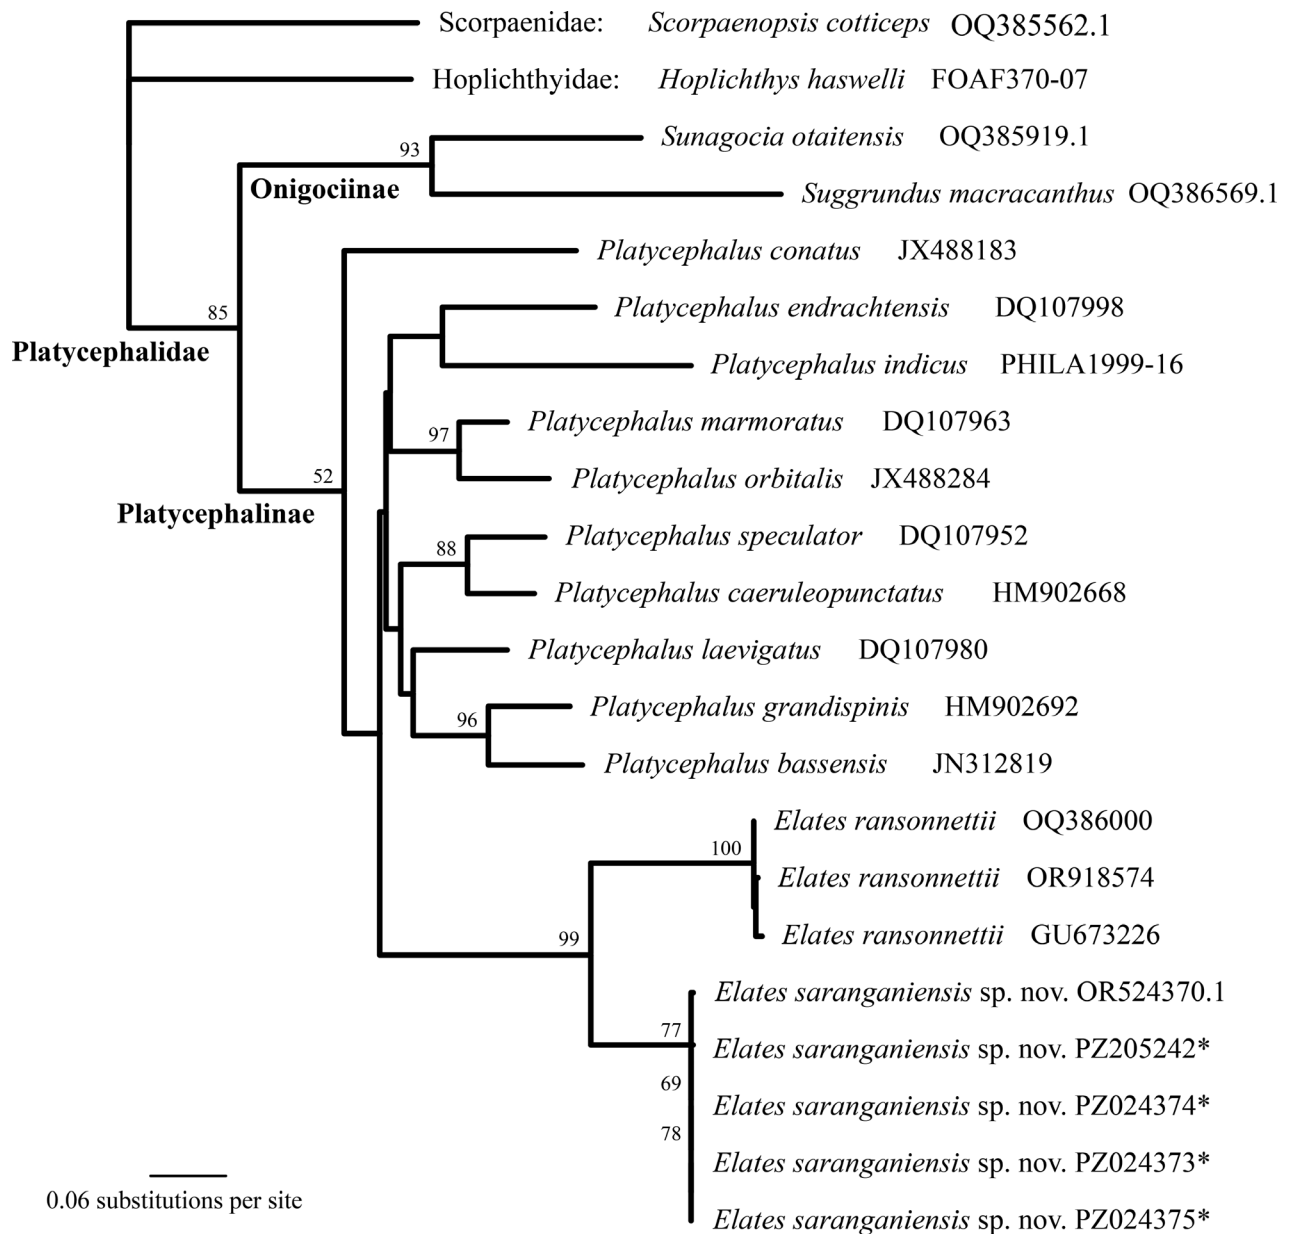 Scorpaenidae: Scorpaenopsis cotticeps OQ385562.1
Hoplichthyidae: Hoplichthys haswelli FOAF370-07
Sunagocia otaitensis OQ385919.1
93
Onigociinae
Suggrundus macracanthus OQ386569.1
Platycephalus conatus JX488183
Platycephalus endrachtensis DQ107998
85
Platycephalidae
Platycephalus indicus PHILA1999-16
Platycephalus marmoratus DQ107963
97
Platycephalus orbitalis JX488284
52
Platycephalinae
Platycephalus speculator DQ107952
88
Platycephalus caeruleopunctatus HM902668
Platycephalus laevigatus DQ107980
Platycephalus grandispinis HM902692
96
Platycephalus bassensis JN312819
Elates ransonnettii OQ386000
100
Elates ransonnettii OR918574
Elates ransonnettii GU673226
99
Elates saranganiensis sp. nov. OR524370.1
77
Elates saranganiensis sp. nov. PZ205242*
69
Elates saranganiensis sp. nov. PZ024374*
78
Elates saranganiensis sp. nov. PZ024373*
0.06 substitutions per site
Elates saranganiensis sp. nov. PZ024375*